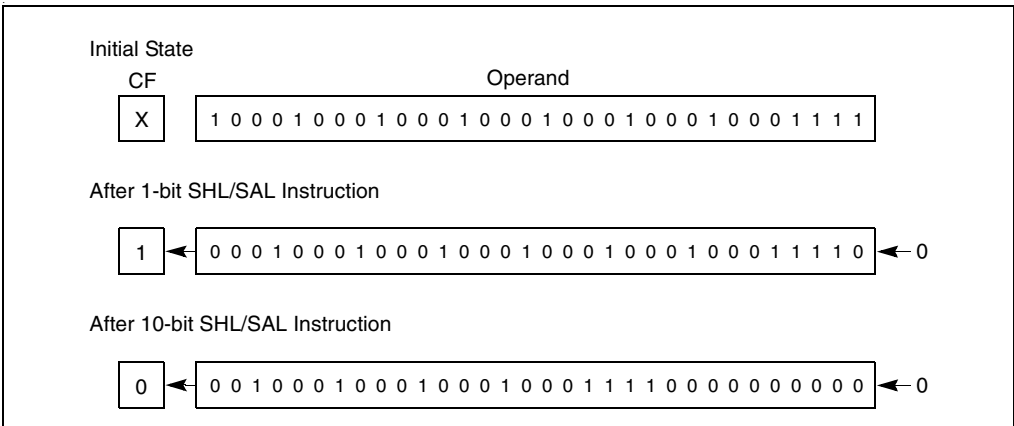 Initial State
CF Operand
X 1 0 0 0 1 0 0 0 1 0 0 0 1 0 0 0 1 0 0 0 1 0 0 0 1 0 0 0 1 1 1 1
After 1-bit SHL/SAL Instruction
1 0 0 0 1 0 0 0 1 0 0 0 1 0 0 0 1 0 0 0 1 0 0 0 1 0 0 0 1 1 1 1 0 0
After 10-bit SHL/SAL Instruction
0 0 0 1 0 0 0 1 0 0 0 1 0 0 0 1 0 0 0 1 1 1 1 0 0 0 0 0 0 0 0 0 0 0